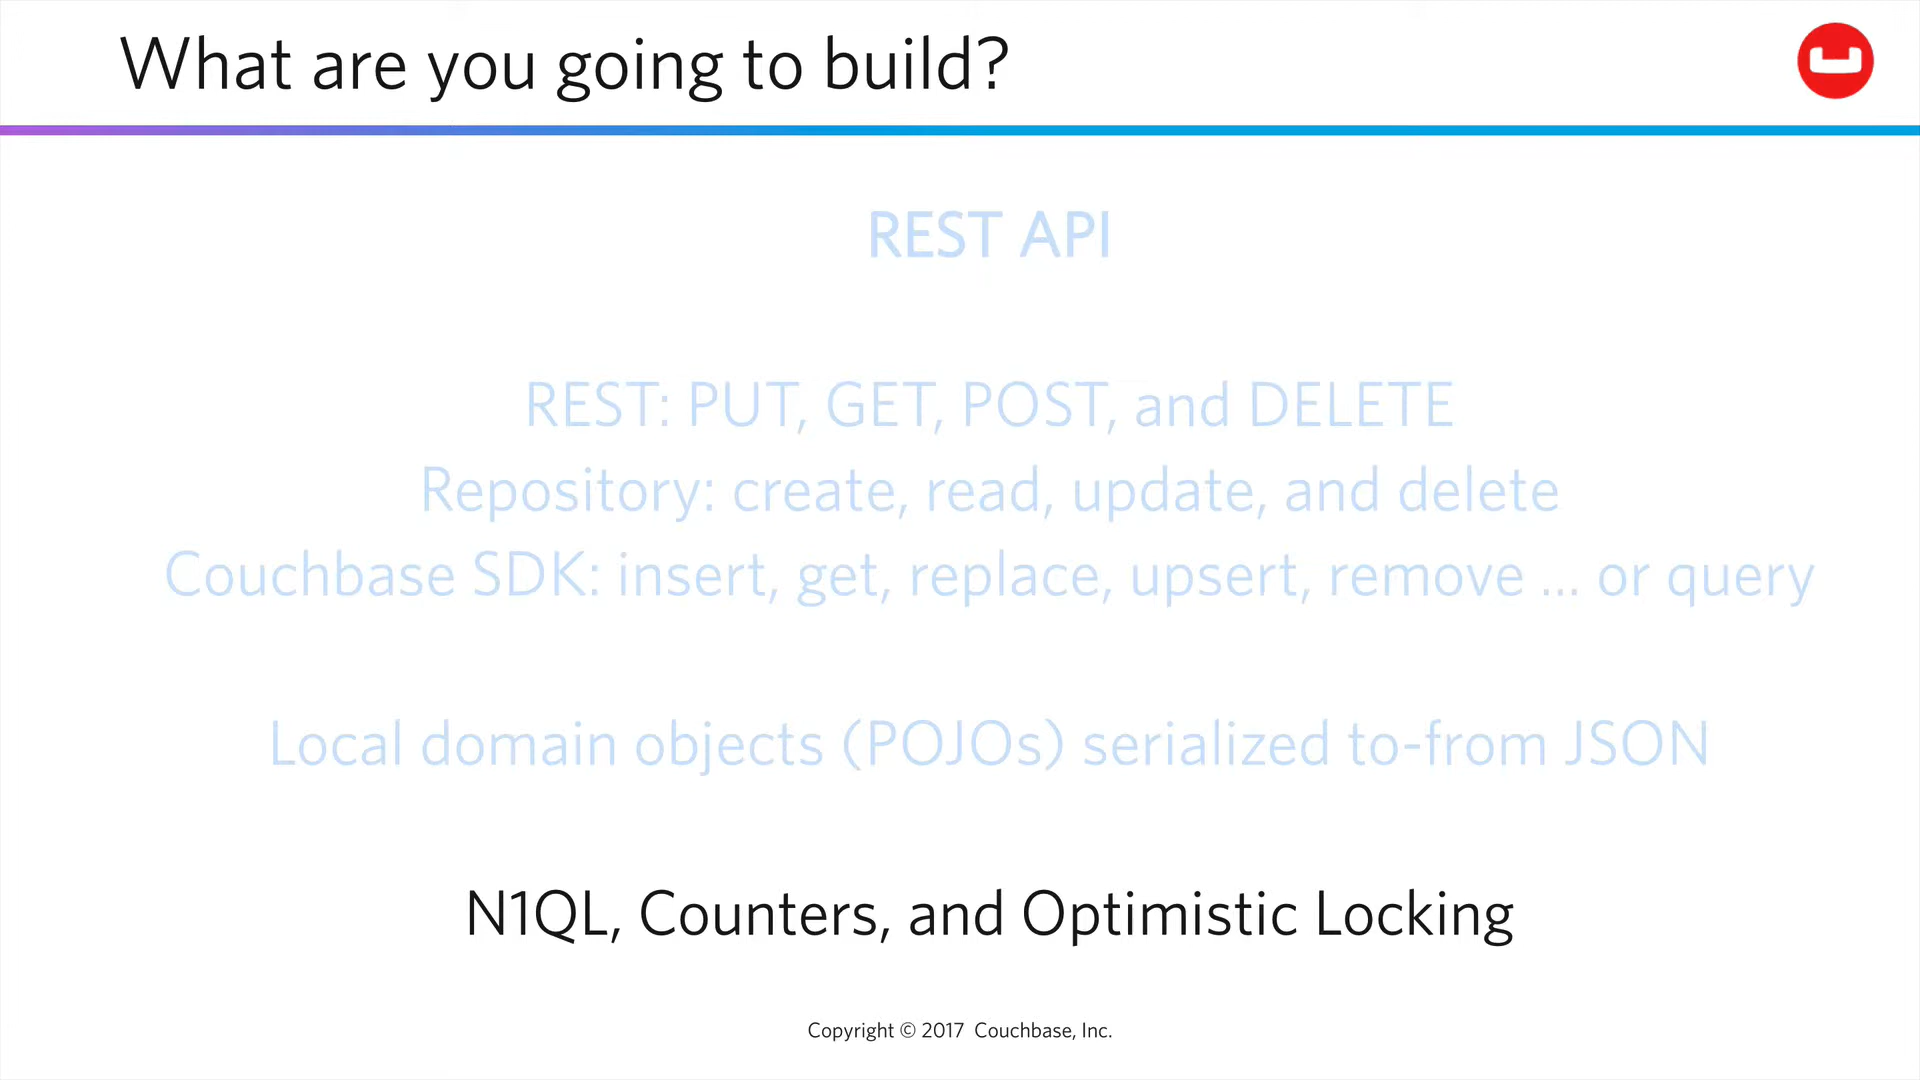 What are you going to build?
REST API
REST: PUT, GET, POST, and DELETE
Repository: create, read, update, and delete
Couchbase SDK: insert, get, replace, upsert, remove ... or query
Local domain objects (POJOs) serialized to-from JSON
N1QL, Counters, and Optimistic Locking
Copyright © 2017 Couchbase, Inc.